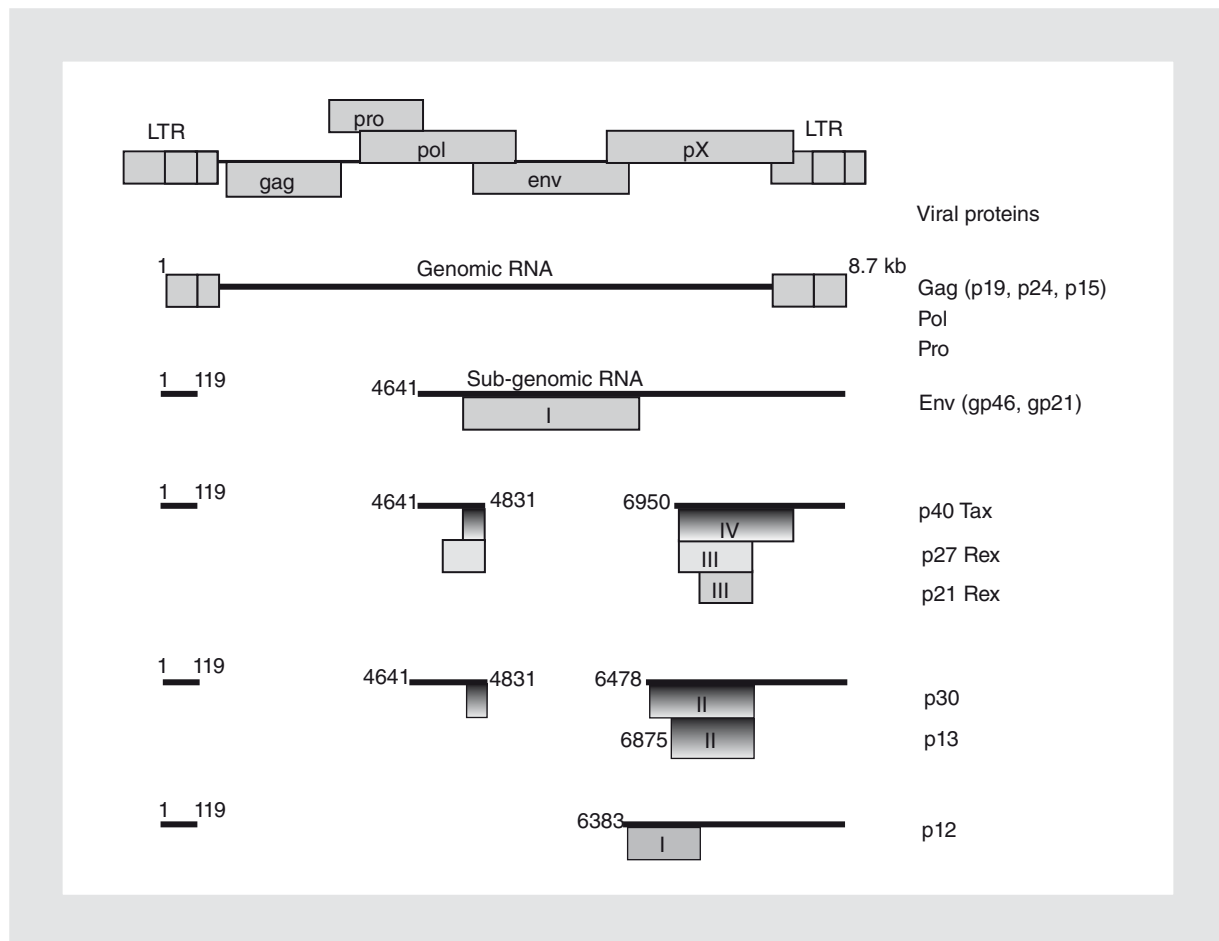 LTR
pro
pol
gag
env
pX
LTR
Viral proteins
1
Genomic RNA
8.7 kb
Gag (p19, p24, p15)
Pol
Pro
1 119
4641
Sub-genomic RNA
I
Env (gp46, gp21)
1 119
4641
4831
6950
IV
III
III
p40 Tax
p27 Rex
p21 Rex
1 119
4641
4831
6478
II
6875
II
p30
p13
1 119
6383
I
p12